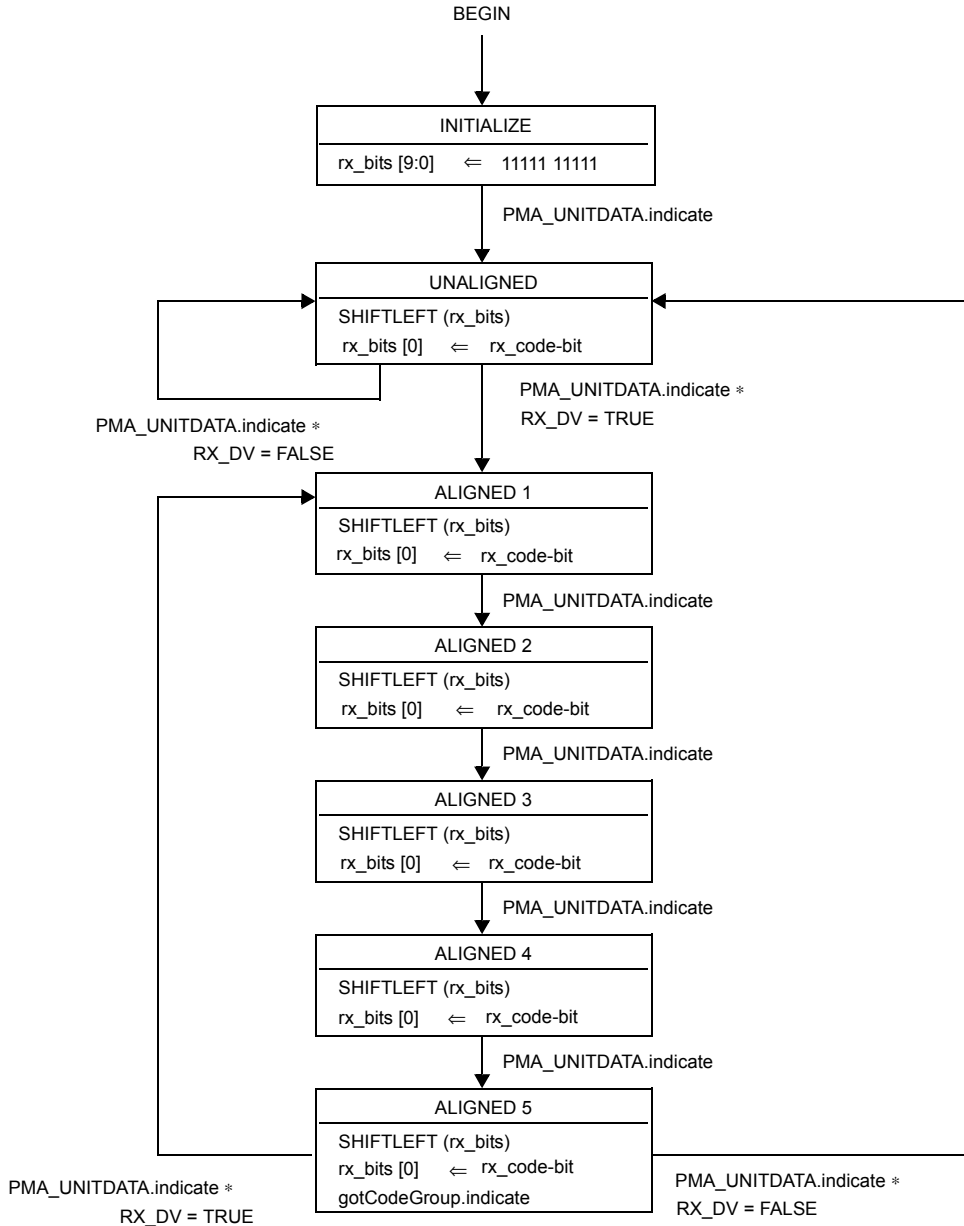 BEGIN
INITIALIZE
rx_bits [9:0] ⇐ 11111 11111
PMA_UNITDATA.indicate
UNALIGNED
SHIFTLEFT (rx_bits)
rx_bits [0] ⇐ rx_code-bit
PMA_UNITDATA.indicate ∗
RX_DV = FALSE
PMA_UNITDATA.indicate ∗
RX_DV = TRUE
ALIGNED 1
SHIFTLEFT (rx_bits)
rx_bits [0] ⇐ rx_code-bit
PMA_UNITDATA.indicate
ALIGNED 2
SHIFTLEFT (rx_bits)
rx_bits [0] ⇐ rx_code-bit
PMA_UNITDATA.indicate
ALIGNED 3
SHIFTLEFT (rx_bits)
rx_bits [0] ⇐ rx_code-bit
PMA_UNITDATA.indicate
ALIGNED 4
SHIFTLEFT (rx_bits)
rx_bits [0] ⇐ rx_code-bit
PMA_UNITDATA.indicate
ALIGNED 5
SHIFTLEFT (rx_bits)
rx_bits [0] ⇐ rx_code-bit
gotCodeGroup.indicate
PMA_UNITDATA.indicate ∗
RX_DV = TRUE
PMA_UNITDATA.indicate ∗
RX_DV = FALSE